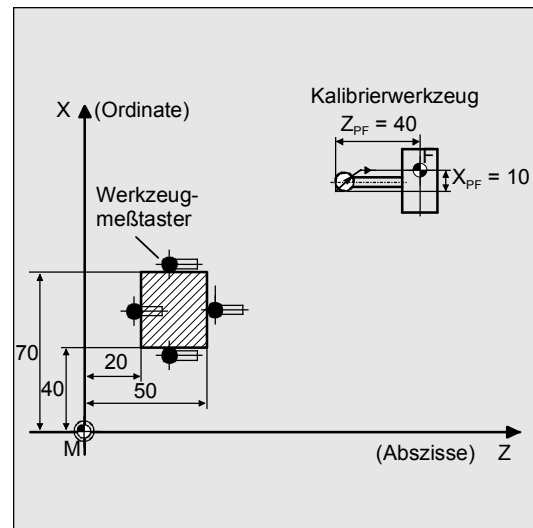 X (Ordinate)
Kalibrierwerkzeug
Z_PF = 40
F
X_PF = 10
Werkzeug-
meßtaster
70
20
40
50
M
(Abszisse) Z